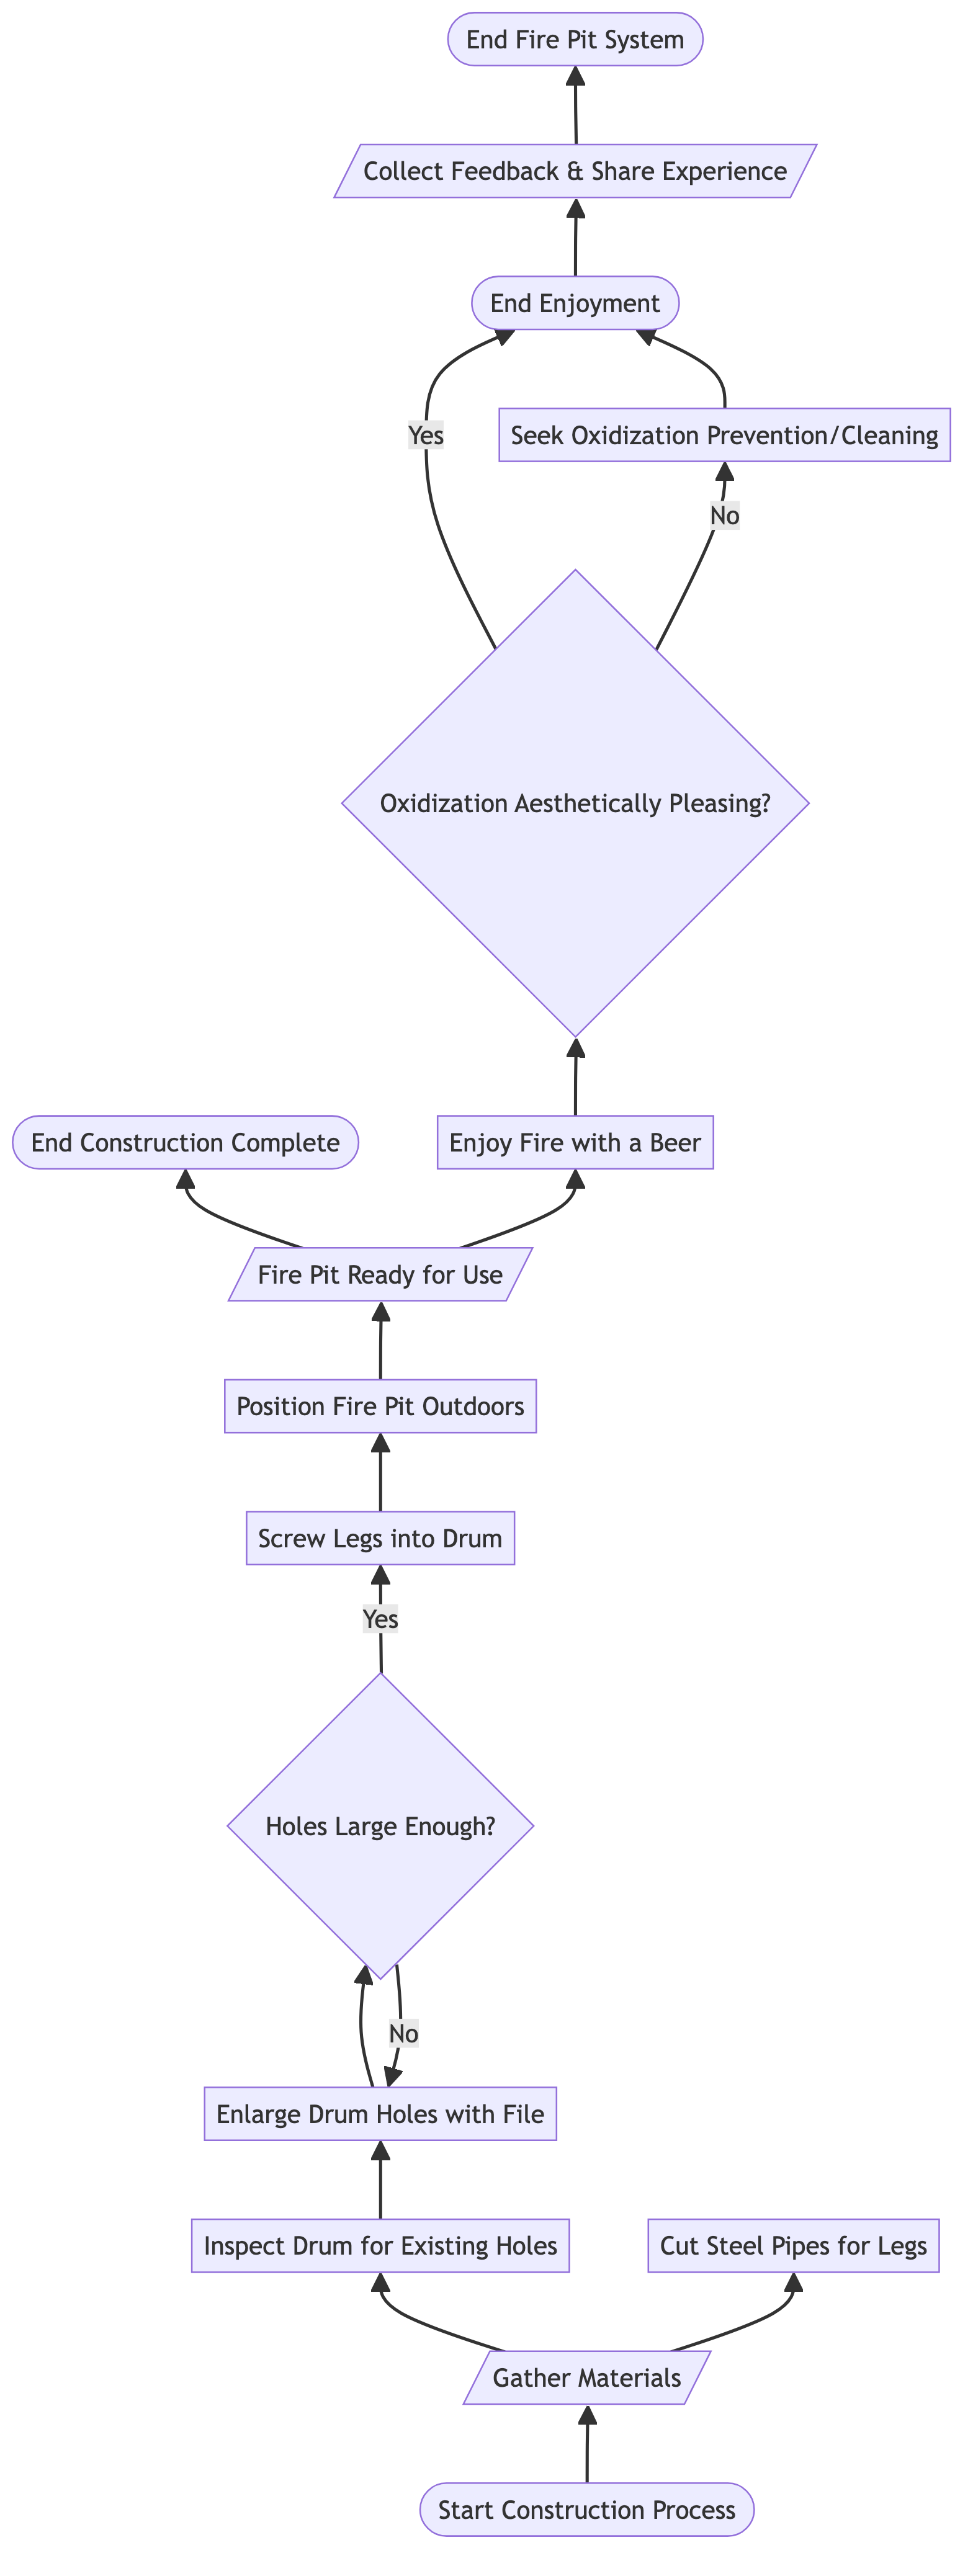 End Fire Pit System
Collect Feedback & Share Experience
End Enjoyment
Yes
Seek Oxidization Prevention/Cleaning
No
Oxidization Aesthetically Pleasing?
End Construction Complete
Enjoy Fire with a Beer
Fire Pit Ready for Use
Position Fire Pit Outdoors
Screw Legs into Drum
Yes
Holes Large Enough?
No
Enlarge Drum Holes with File
Inspect Drum for Existing Holes
Cut Steel Pipes for Legs
Gather Materials
Start Construction Process